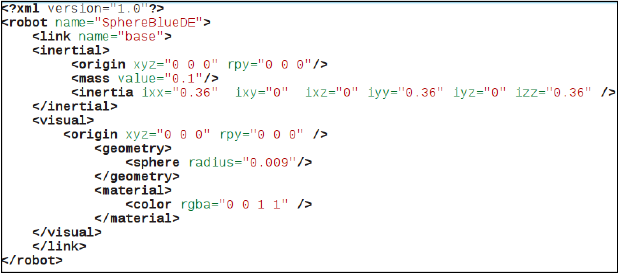 <?xml version="1.0"?>
<robot name="SphereBlueDE">
<link name="base">
<inertial>
<origin xyz="0 0 0" rpy="0 0 0"/>
<mass value="0.1"/>
<inertia ixx="0.36" ixy="0" ixz="0" iyy="0.36" iyz="0" izz="0.36" />
</inertial>
<visual>
<origin xyz="0 0 0" rpy="0 0 0" />
<geometry>
<sphere radius="0.009"/>
</geometry>
<material>
<color rgba="0 0 1 1" />
</material>
</visual>
</link>
</robot>